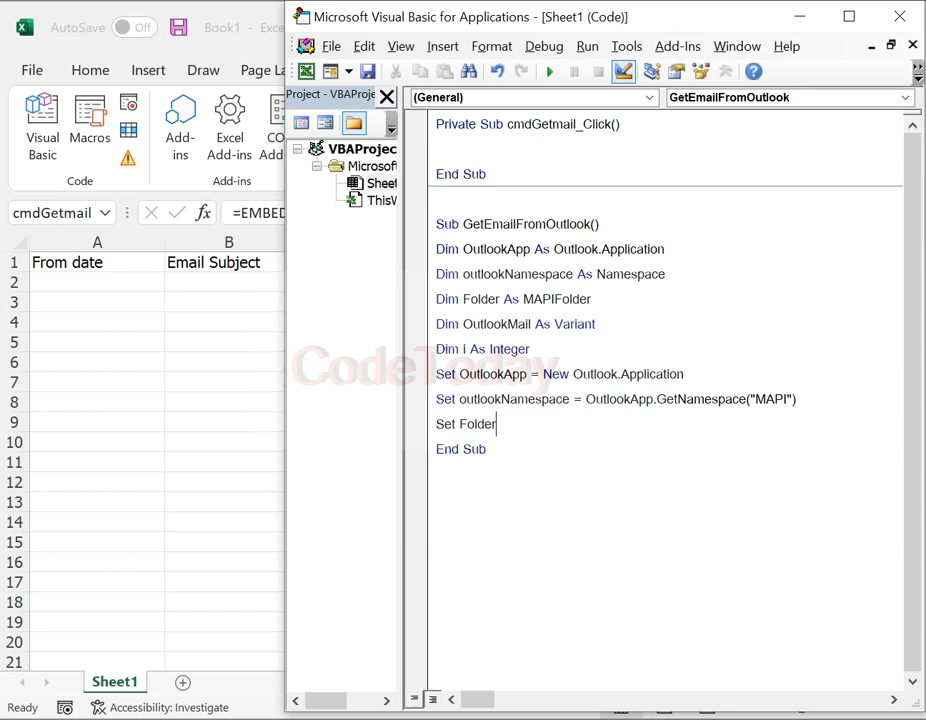 AutoSave Off Book1 - Exce
Microsoft Visual Basic for Applications - [Sheet1 (Code)]
File Edit View Insert Format Debug Run Tools Add-Ins Window Help
File Home Insert Draw Page La
Project - VBAProje
(General) GetEmailFromOutlook
Visual Basic
Macros
Add-ins
Excel Add-ins
CO Add
Code
Add-ins
VBAProjec
Microsof
Sheet
ThisW
cmdGetmail fx =EMBED
A B
1 From date Email Subject
2
3
4
5
6
7
8
9
10
11
12
13
14
15
16
17
18
19
20
21
Private Sub cmdGetmail_Click()
End Sub
Sub GetEmailFromOutlook()
Dim OutlookApp As Outlook.Application
Dim outlookNamespace As Namespace
Dim Folder As MAPIFolder
Dim OutlookMail As Variant
Dim i As Integer
Set OutlookApp = New Outlook.Application
Set outlookNamespace = OutlookApp.GetNamespace("MAPI")
Set Folder
End Sub
CodeToday
Sheet1
Ready Accessibility: Investigate